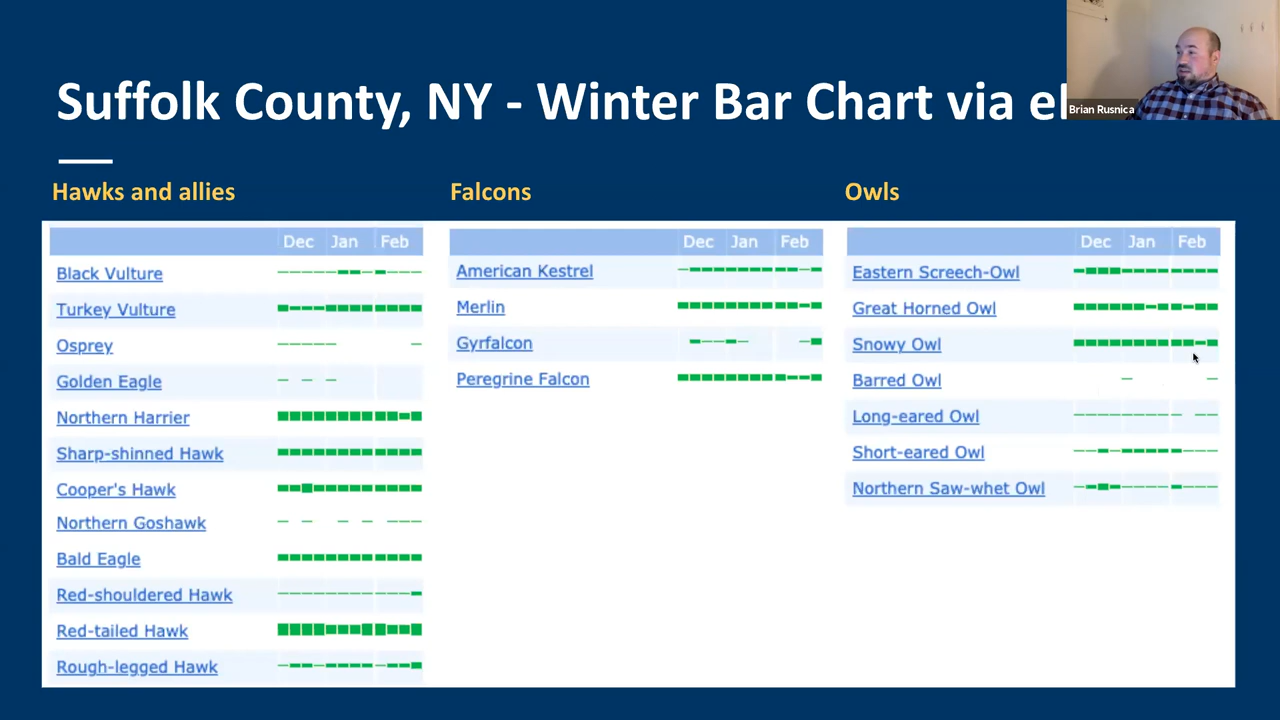 Suffolk County, NY - Winter Bar Chart via
Brian Rusnica
Hawks and allies
Dec Jan Feb
Black Vulture
Turkey Vulture
Osprey
Golden Eagle
Northern Harrier
Sharp-shinned Hawk
Cooper's Hawk
Northern Goshawk
Bald Eagle
Red-shouldered Hawk
Red-tailed Hawk
Rough-legged Hawk
Falcons
Dec Jan Feb
American Kestrel
Merlin
Gyrfalcon
Peregrine Falcon
Owls
Dec Jan Feb
Eastern Screech-Owl
Great Horned Owl
Snowy Owl
Barred Owl
Long-eared Owl
Short-eared Owl
Northern Saw-whet Owl